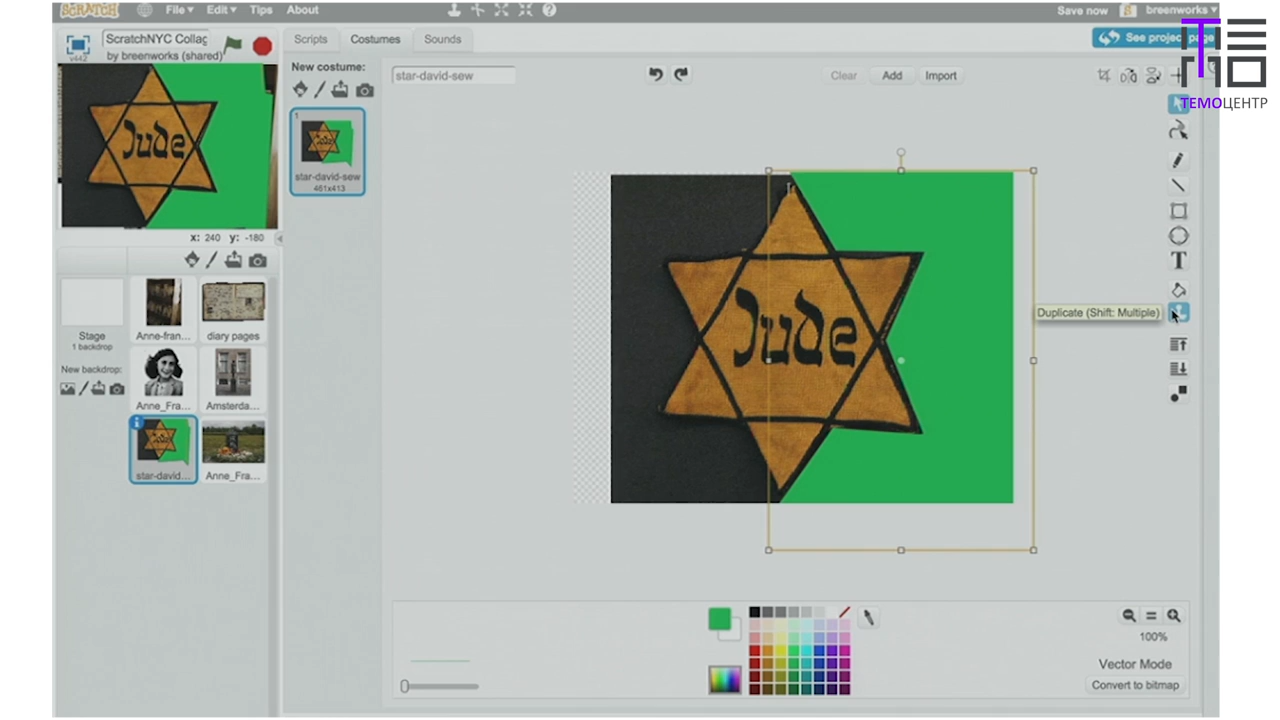 SCRATCH File▾ Edit▾ Tips About Save now breenworks▾
ScratchNYC Collag
by breenworks (shared)
v442
Scripts Costumes Sounds See project page
ТЕМОЦЕНТР
New costume:
star-david-sew Clear Add Import
1
star-david-sew
461x413
Jude
Jude
x: 240 y: -180
Stage
1 backdrop
New backdrop:
Anne-fran... diary pages
Anne_Fra... Amsterda...
star-david... Anne_Fra...
T
Duplicate (Shift: Multiple)
100%
Vector Mode
Convert to bitmap